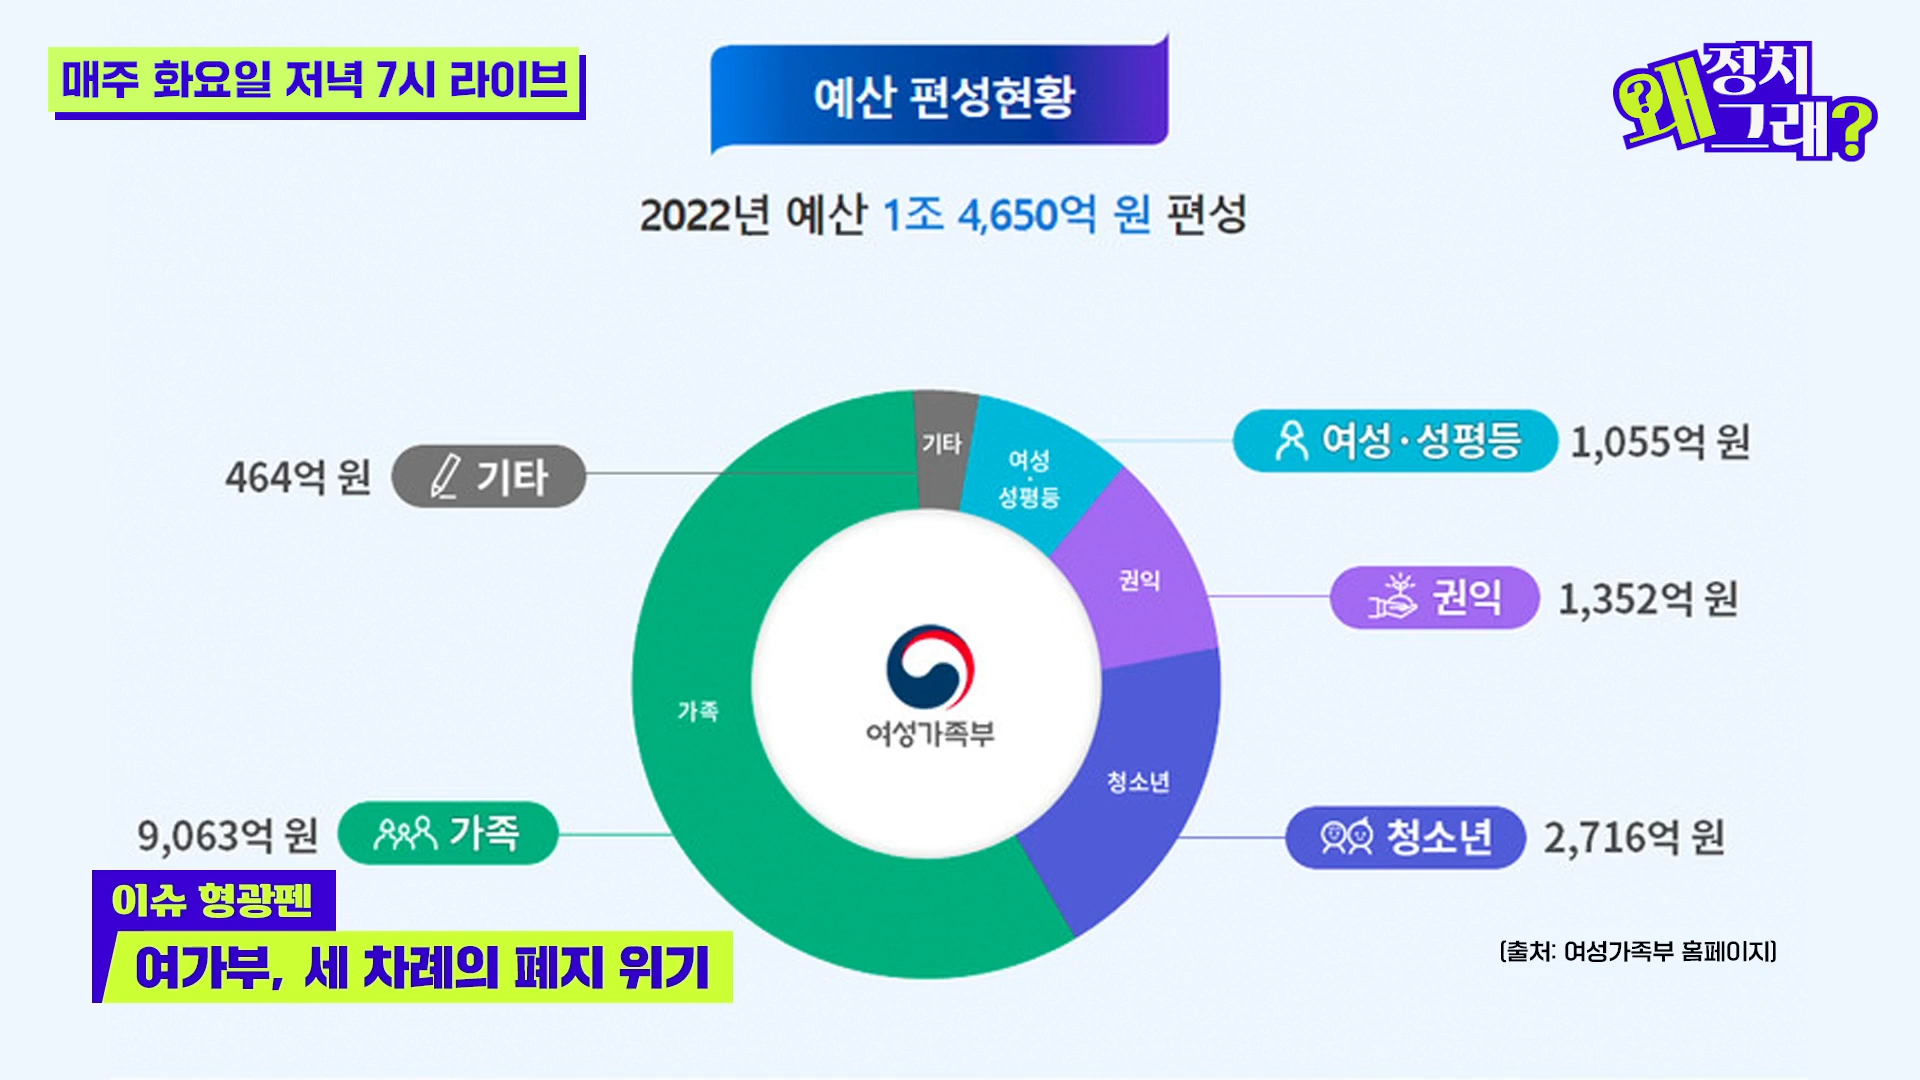 매주 화요일 저녁 7시 라이브
예산 편성현황
왜 정치
그래?
2022년 예산 1조 4,650억 원 편성
기타
여성
·
성평등
권익
청소년
가족
여성가족부
464억 원 기타
9,063억 원 가족
여성·성평등 1,055억 원
권익 1,352억 원
청소년 2,716억 원
이슈 형광펜
여가부, 세 차례의 폐지 위기
(출처: 여성가족부 홈페이지)